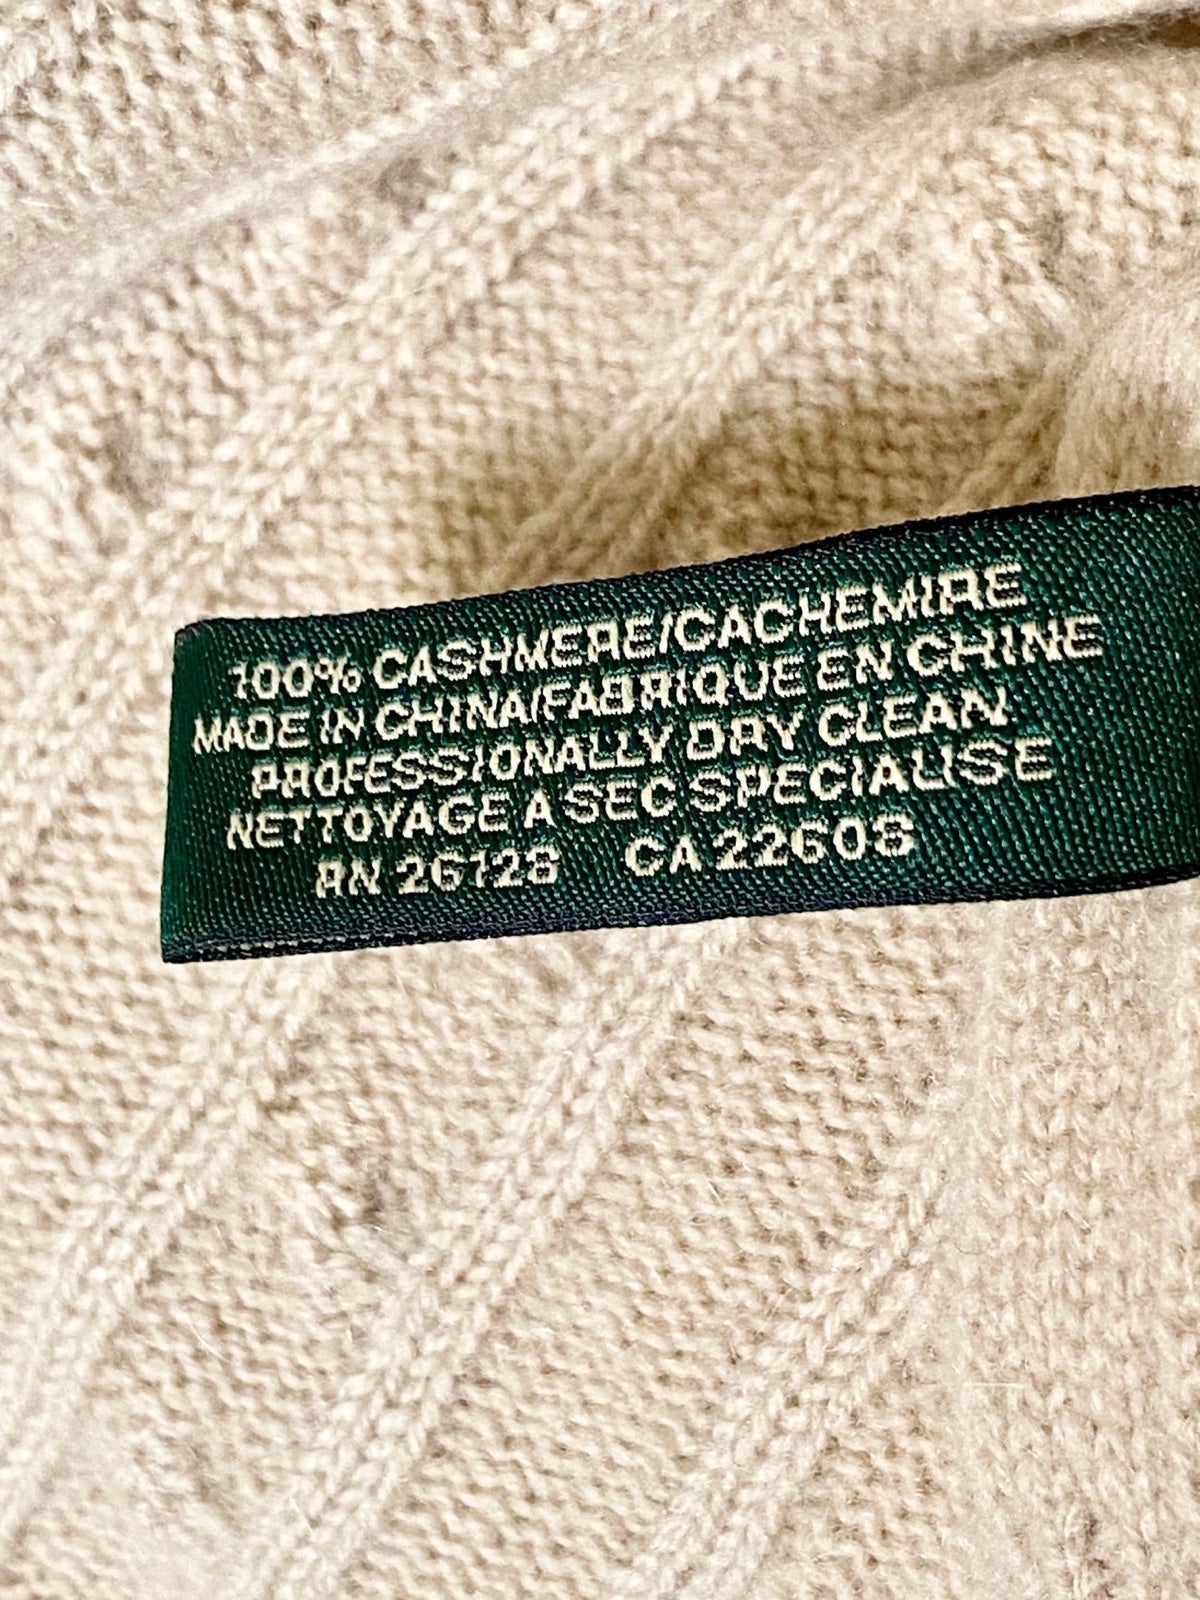 100% CASHMERE/CACHEMIRE
MADE IN CHINA/FABRIQUE EN CHINE
PROFESSIONALLY DRY CLEAN
NETTOYAGE A SEC SPECIALISE
RN 26128 CA 22608